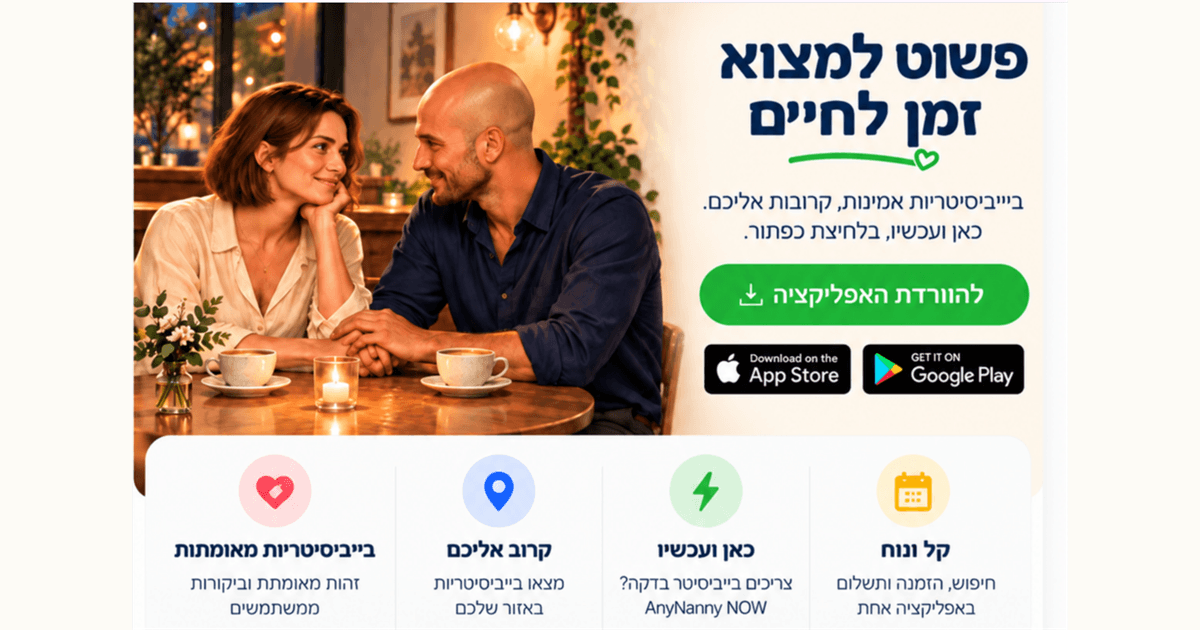 פשוט למצוא
זמן לחיים
ביייביסיטריות אמינות, קרובות אליכם.
כאן ועכשיו, בלחיצת כפתור.
להוורדת האפליקציה
Download on the
App Store
GET IT ON
Google Play
קל ונוח
חיפוש, הזמנה ותשלום
באפליקציה אחת
כאן ועכשיו
צריכים בייביסיטר בדקה?
AnyNanny NOW
קרוב אליכם
מצאו בייביסיטריות
באזור שלכם
בייביסיטריות מאומתות
זהות מאומתת וביקורות
ממשתמשים